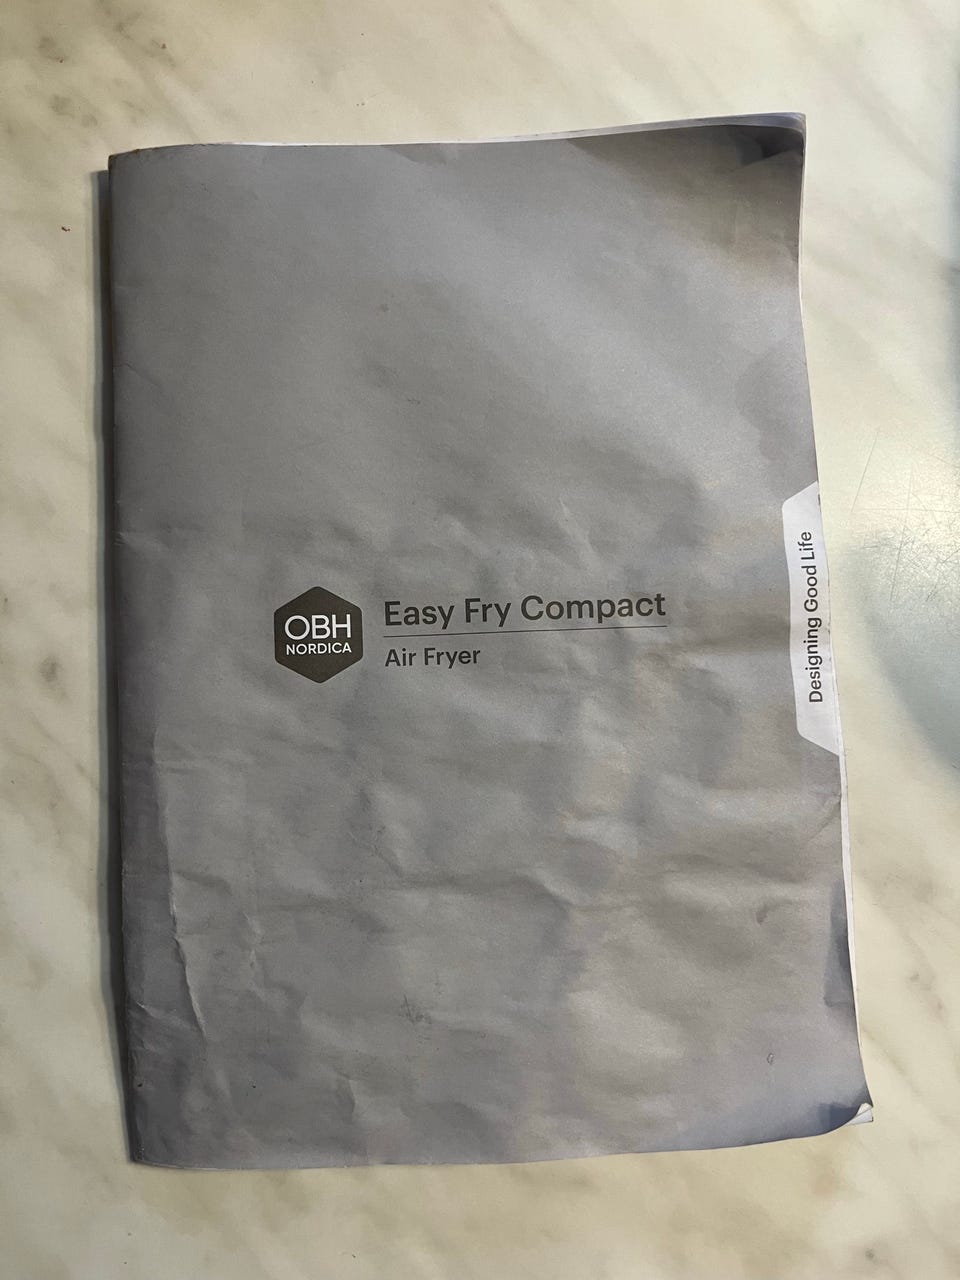 OBH
NORDICA
Easy Fry Compact
Air Fryer
Designing Good Life